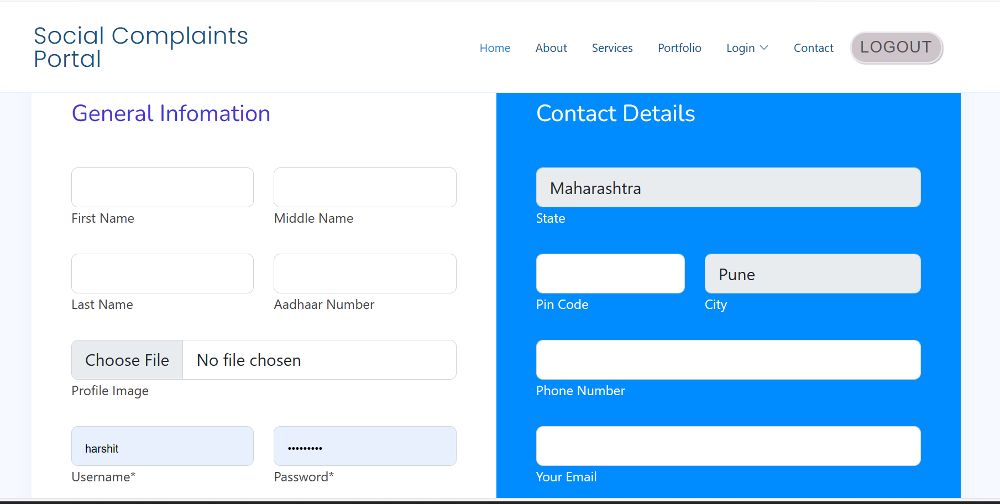 Social Complaints
Portal
Home About Services Portfolio Login Contact LOGOUT
General Infomation
First Name Middle Name
Last Name Aadhaar Number
Choose File No file chosen
Profile Image
harshit •••••••••
Username* Password*
Contact Details
Maharashtra
State
Pune
Pin Code City
Phone Number
Your Email